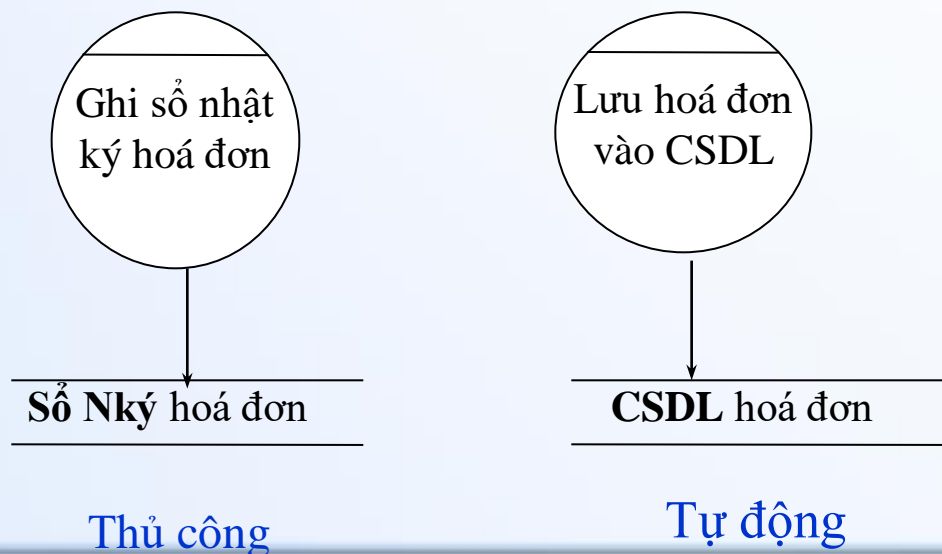 Ghi sổ nhật
ký hoá đơn
Lưu hoá đơn
vào CSDL
Sổ Nký hoá đơn
CSDL hoá đơn
Thủ công
Tự động